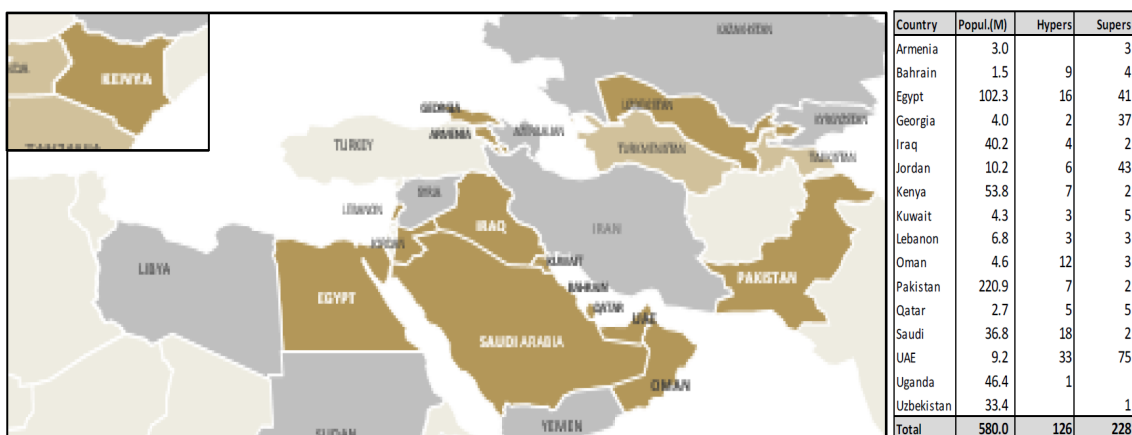 KENYA
KAZAKHSTAN
GEORGIA
UZBEKISTAN
KYRGYZSTAN
ARMENIA
AZERBAIJAN
TURKEY
TURKMENISTAN
TAJIKISTAN
SYRIA
LEBANON
IRAQ
IRAN
JORDAN
LIBYA
KUWAIT
PAKISTAN
EGYPT
BAHRAIN
QATAR
UAE
SAUDI ARABIA
OMAN
YEMEN
SUDAN
Country Popul.(M) Hypers Supers
Armenia 3.0 3
Bahrain 1.5 9 4
Egypt 102.3 16 41
Georgia 4.0 2 37
Iraq 40.2 4 2
Jordan 10.2 6 43
Kenya 53.8 7 2
Kuwait 4.3 3 5
Lebanon 6.8 3 3
Oman 4.6 12 3
Pakistan 220.9 7 2
Qatar 2.7 5 5
Saudi 36.8 18 2
UAE 9.2 33 75
Uganda 46.4 1
Uzbekistan 33.4 1
Total 580.0 126 228